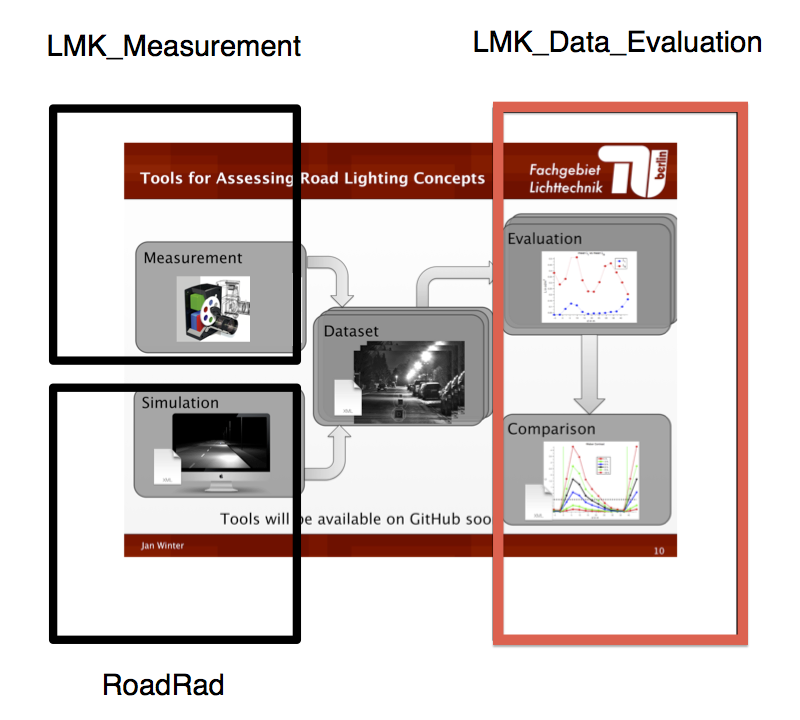 LMK_Measurement
LMK_Data_Evaluation
Tools for Assessing Road Lighting Concepts
Fachgebiet
Lichttechnik
berlin
Measurement
Evaluation
Dataset
XML
Simulation
XML
Comparison
XML
Tools will be available on GitHub soo
Jan Winter
10
RoadRad